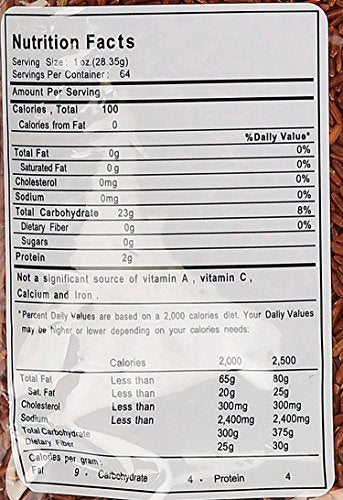 Nutrition Facts
Serving Size: 1 oz.(28.35g)
Servings Per Container: 64
Amount Per Serving
Calories , Total 100
Calories from Fat 0
%Daily Value*
Total Fat 0g 0%
Saturated Fat 0g 0%
Cholesterol 0mg 0%
Sodium 0mg 0%
Total Carbohydrate 23g 8%
Dietary Fiber 0g 0%
Sugars 0g
Protein 2g
Not a significant source of vitamin A , vitamin C ,
Calcium and Iron .
*Percent Daily Values are based on a 2,000 calories diet. Your Daily Values
may be higher or lower depending on your calories needs:
Calories 2,000 2,500
Total Fat Less than 65g 80g
Sat. Fat Less than 20g 25g
Cholesterol Less than 300mg 300mg
Sodium Less than 2,400mg 2,400mg
Total Carbohydrate 300g 375g
Dietary Fiber 25g 30g
Calories per gram:
Fat 9 · Carbohydrate 4 · Protein 4